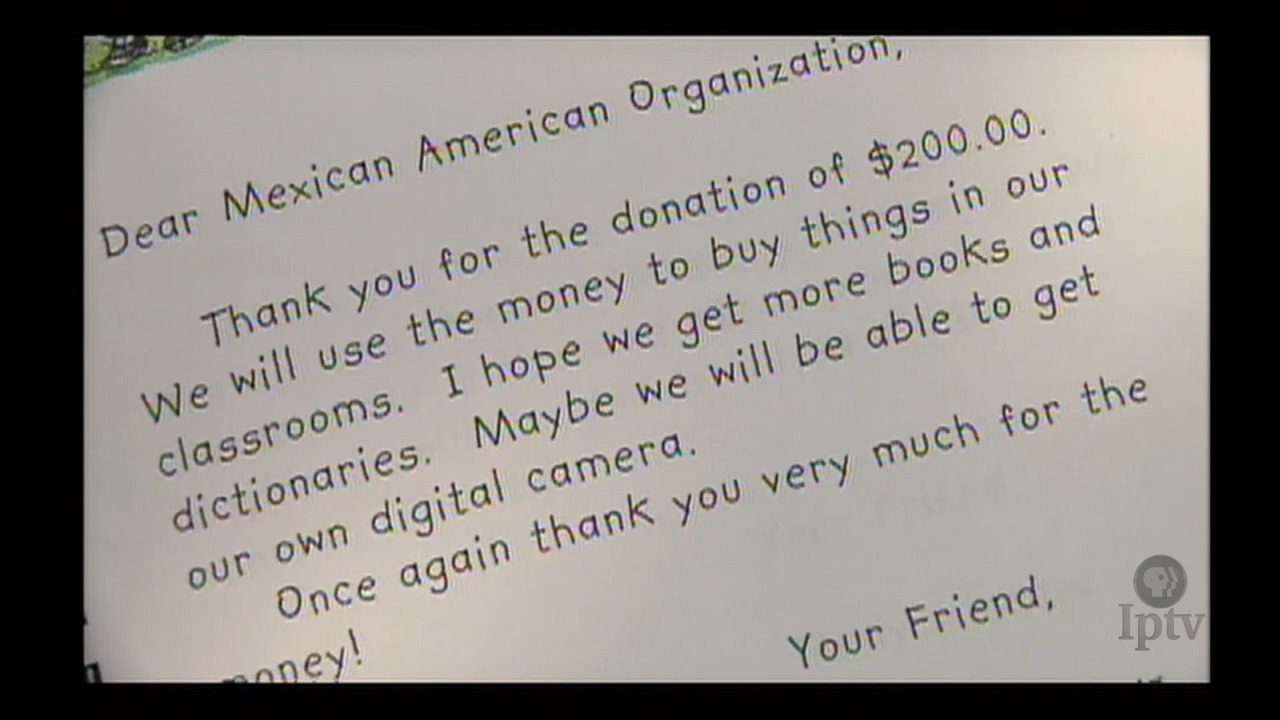 Dear Mexican American Organization,
Thank you for the donation of $200.00.
We will use the money to buy things in our
classrooms. I hope we get more books and
dictionaries. Maybe we will be able to get
our own digital camera.
Once again thank you very much for the
money!
Your Friend,
Iptv